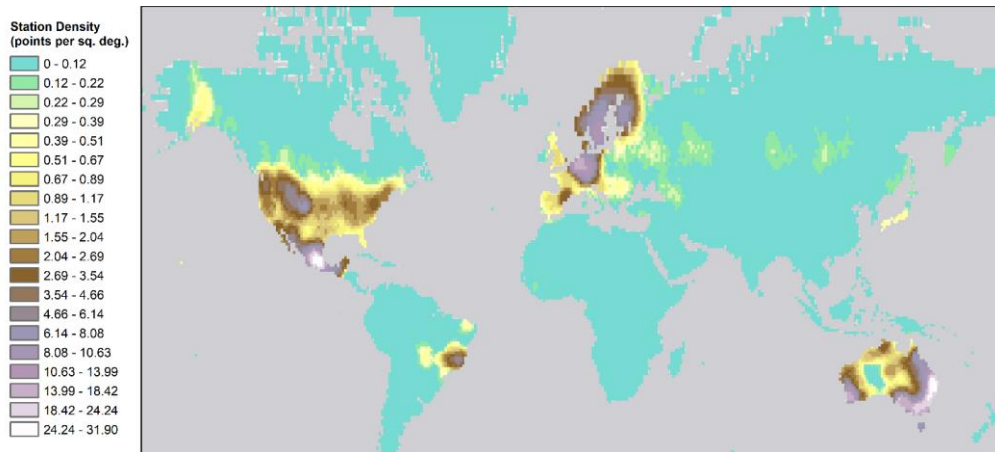 Station Density
(points per sq. deg.)
0 - 0.12
0.12 - 0.22
0.22 - 0.29
0.29 - 0.39
0.39 - 0.51
0.51 - 0.67
0.67 - 0.89
0.89 - 1.17
1.17 - 1.55
1.55 - 2.04
2.04 - 2.69
2.69 - 3.54
3.54 - 4.66
4.66 - 6.14
6.14 - 8.08
8.08 - 10.63
10.63 - 13.99
13.99 - 18.42
18.42 - 24.24
24.24 - 31.90